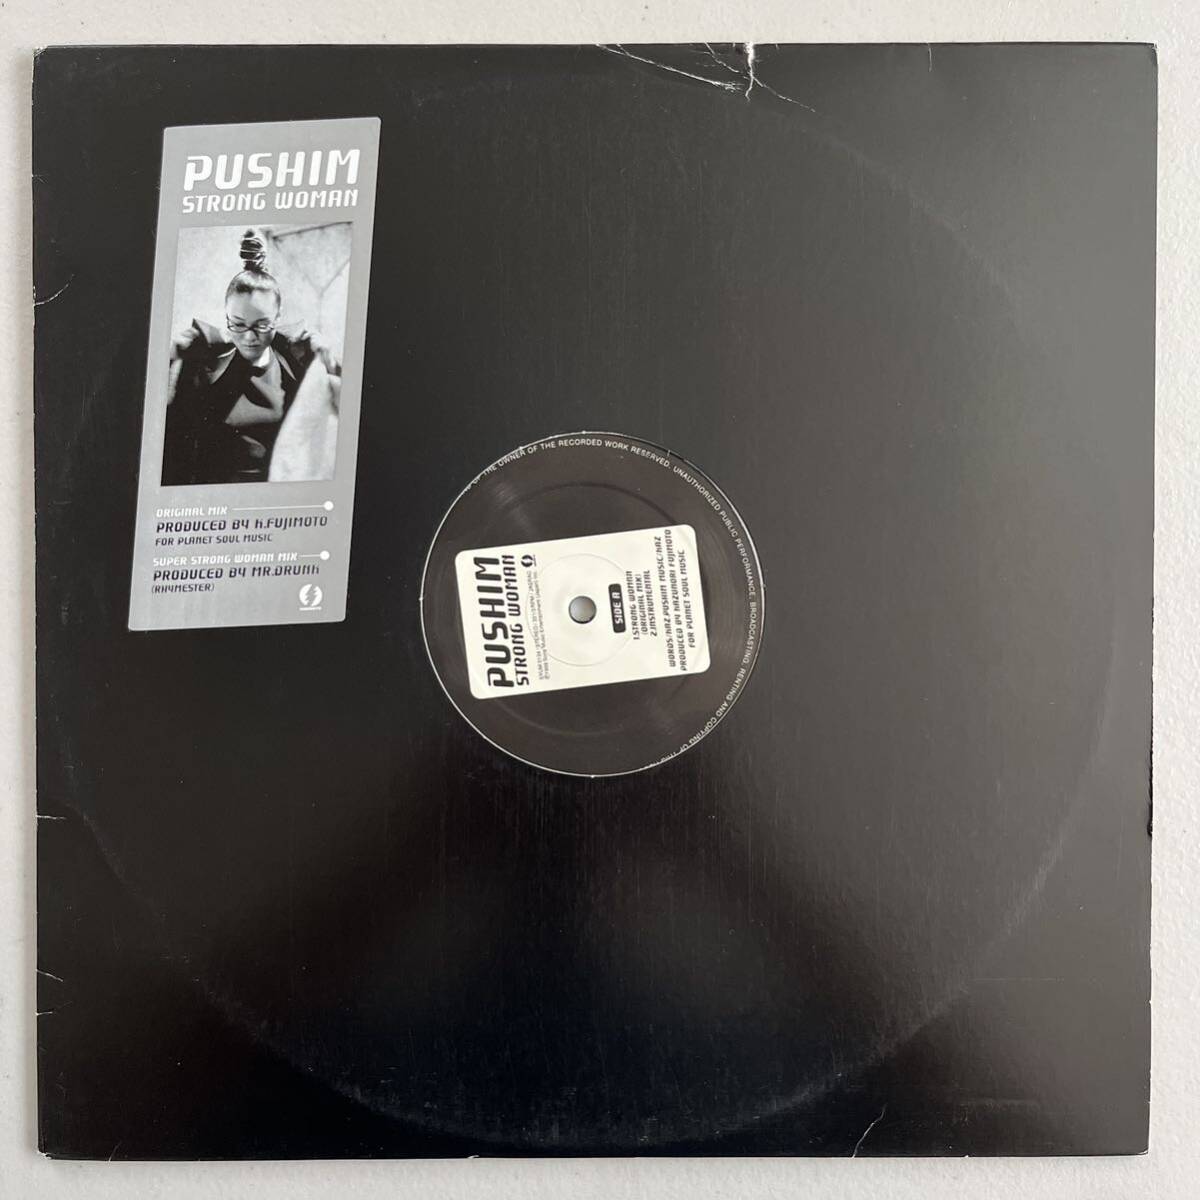 PUSHIM
STRONG WOMAN
ORIGINAL MIX
PRODUCED BY K.FUJIMOTO
FOR PLANET SOUL MUSIC
SUPER STRONG WOMAN MIX
PRODUCED BY MR.DRUNK
(RHYMESTER)
OF THE OWNER OF THE RECORDED WORK RESERVED. UNAUTHORIZED PUBLIC PERFORMANCE, BROADCASTING, RENTING AND COPYING OF THIS
PUSHIM
STRONG WOMAN
SIDE A
1.STRONG WOMAN
(ORIGINAL MIX)
2.INSTRUMENTAL
WORDS/KAZ,PUSHIM MUSIC/KAZ
PRODUCED BY KAZUNORI FUJIMOTO
FOR PLANET SOUL MUSIC